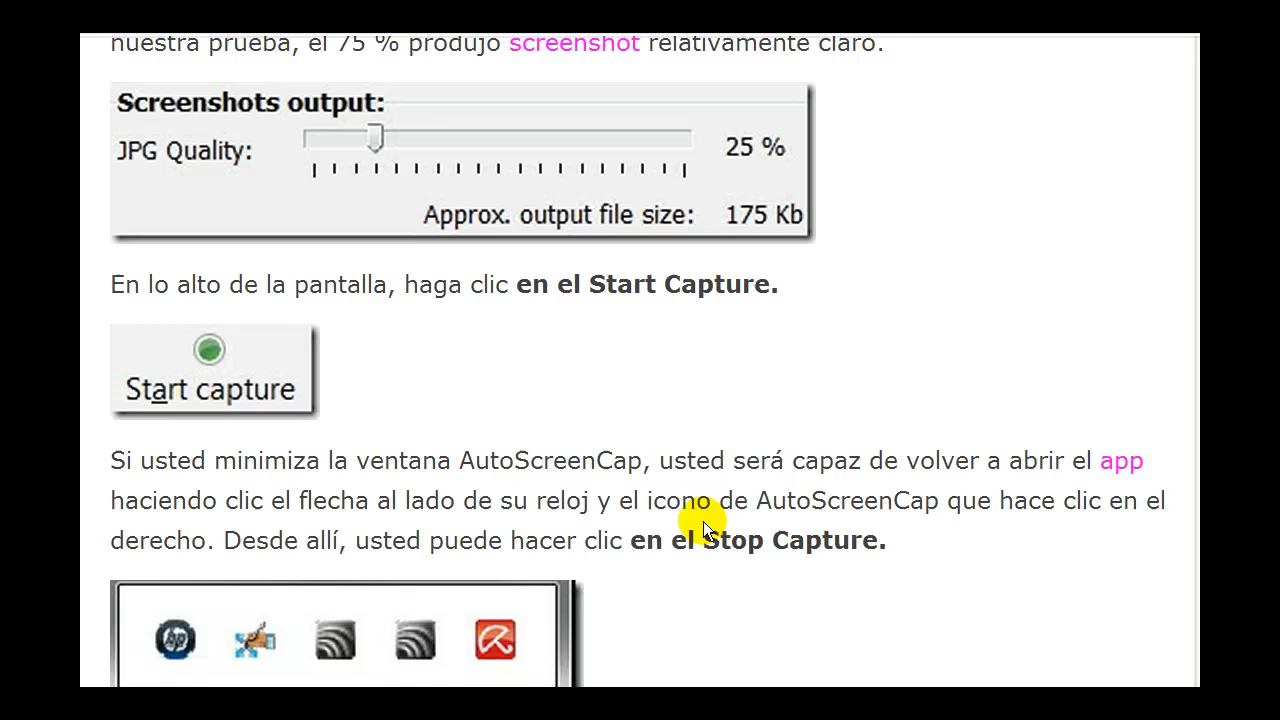 nuestra prueba, el 75 % produjo screenshot relativamente claro.
Screenshots output:
JPG Quality: 25 %
Approx. output file size: 175 Kb
En lo alto de la pantalla, haga clic en el Start Capture.
Start capture
Si usted minimiza la ventana AutoScreenCap, usted será capaz de volver a abrir el app
haciendo clic el flecha al lado de su reloj y el icono de AutoScreenCap que hace clic en el
derecho. Desde allí, usted puede hacer clic en el Stop Capture.
hp